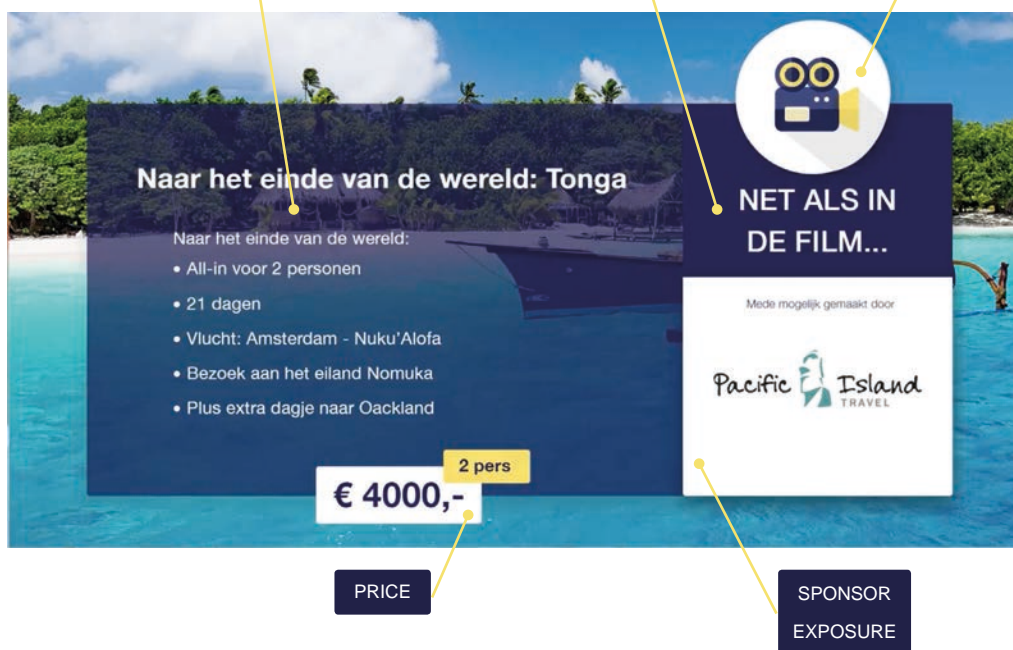 Naar het einde van de wereld: Tonga
Naar het einde van de wereld:
• All-in voor 2 personen
• 21 dagen
• Vlucht: Amsterdam - Nuku'Alofa
• Bezoek aan het eiland Nomuka
• Plus extra dagje naar Oackland
2 pers
€ 4000,-
NET ALS IN
DE FILM...
Mede mogelijk gemaakt door
Pacific Island
TRAVEL
PRICE
SPONSOR
EXPOSURE